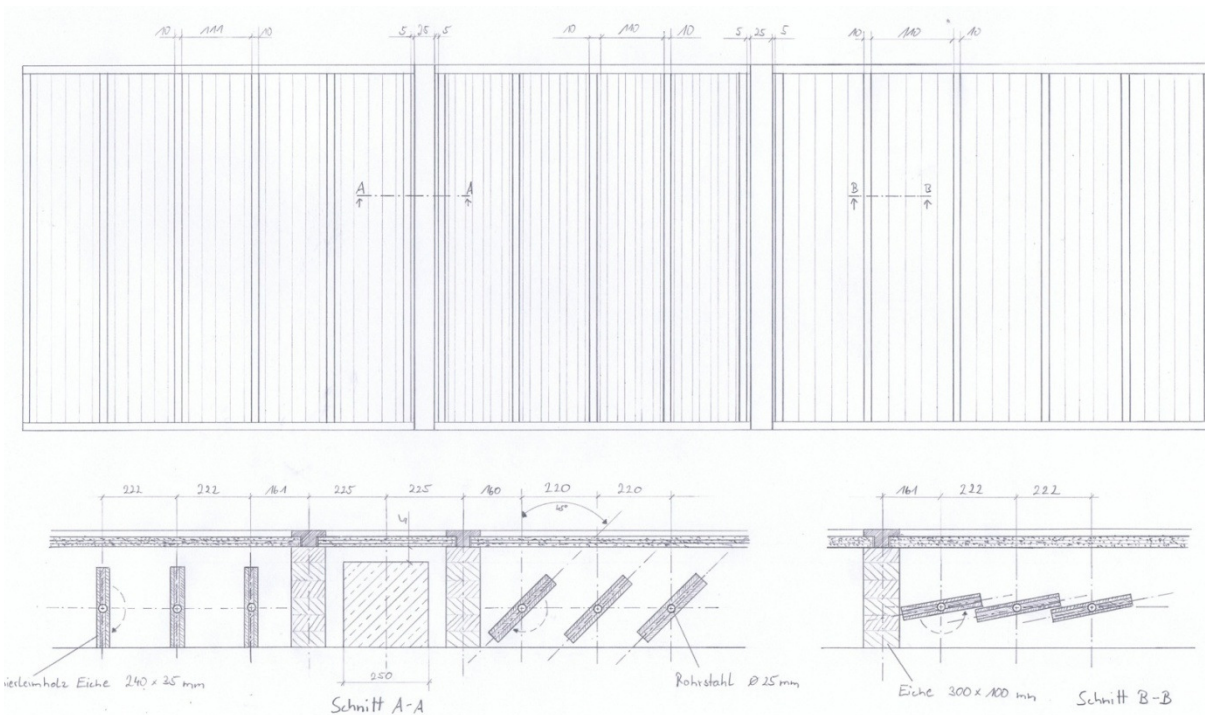 10 111 10 5 25 5 10 110 10 5 25 5 10 110 10
A A B B
222 222 161 225 225 160 220 220 161 222 222
45°
ierleimholz Eiche 240 x 35 mm
250
Rohrstahl Ø 25 mm
Eiche 300 x 100 mm
Schnitt A-A
Schnitt B-B